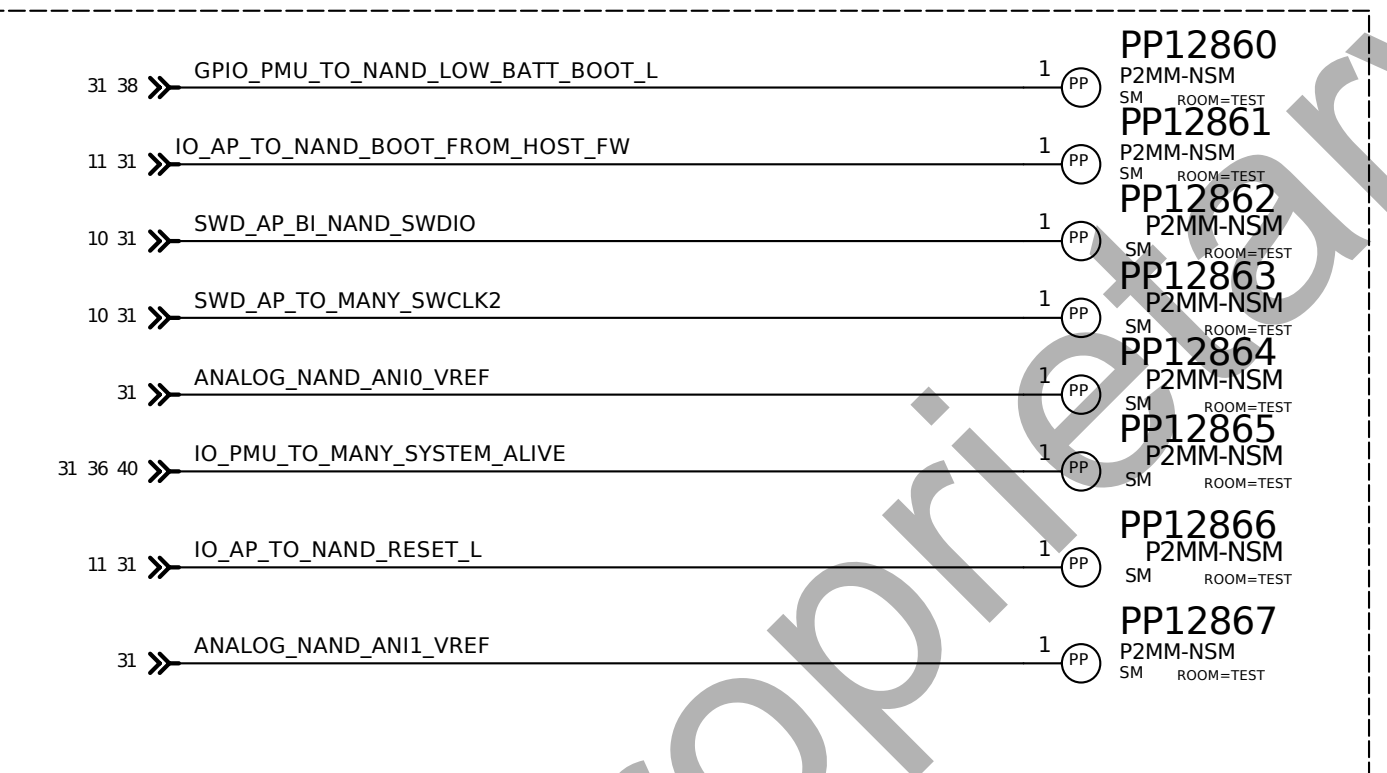 PP12860
31 38 GPIO_PMU_TO_NAND_LOW_BATT_BOOT_L 1 PP P2MM-NSM
SM ROOM=TEST
PP12861
11 31 IO_AP_TO_NAND_BOOT_FROM_HOST_FW 1 PP P2MM-NSM
SM ROOM=TEST
PP12862
10 31 SWD_AP_BI_NAND_SWDIO 1 PP P2MM-NSM
SM ROOM=TEST
PP12863
10 31 SWD_AP_TO_MANY_SWCLK2 1 PP P2MM-NSM
SM ROOM=TEST
PP12864
31 ANALOG_NAND_ANI0_VREF 1 PP P2MM-NSM
SM ROOM=TEST
PP12865
31 36 40 IO_PMU_TO_MANY_SYSTEM_ALIVE 1 PP P2MM-NSM
SM ROOM=TEST
PP12866
11 31 IO_AP_TO_NAND_RESET_L 1 PP P2MM-NSM
SM ROOM=TEST
PP12867
31 ANALOG_NAND_ANI1_VREF 1 PP P2MM-NSM
SM ROOM=TEST
oprietar